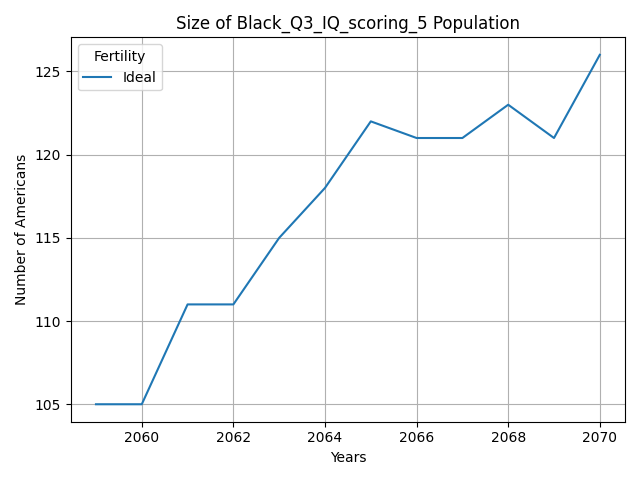 Size of Black_Q3_IQ_scoring_5 Population
Fertility
Ideal
Number of Americans
125
120
115
110
105
2060 2062 2064 2066 2068 2070
Years